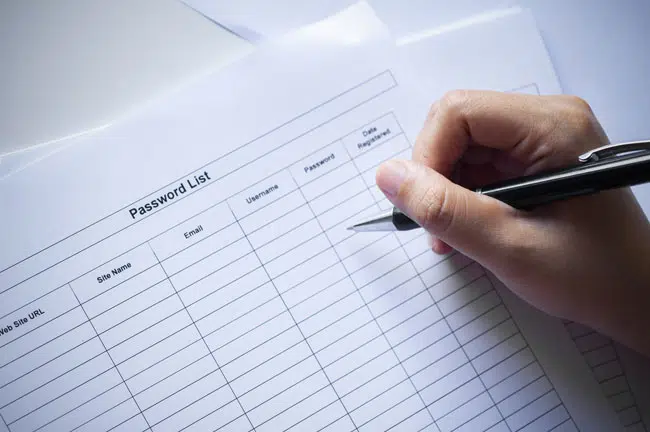 Password List
Web Site URL
Site Name
Email
Username
Password
Date
Registered